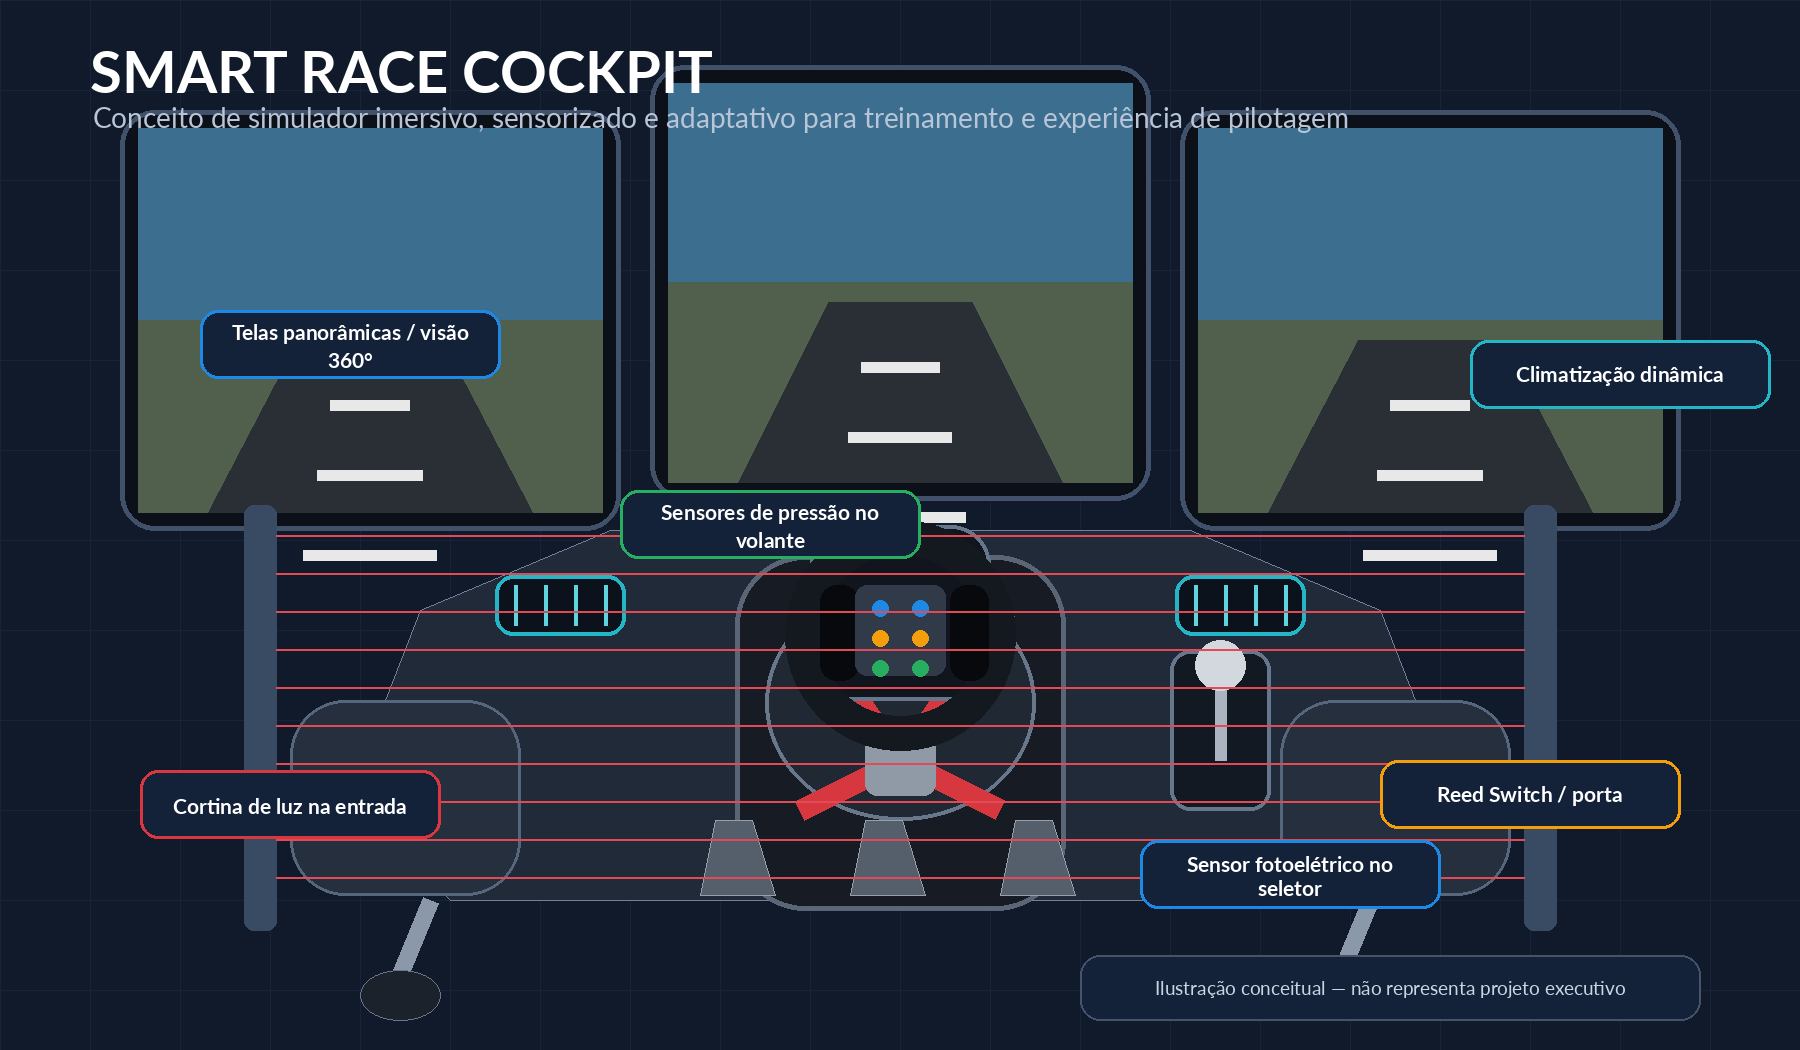 SMART RACE COCKPIT
Conceito de simulador imersivo, sensorizado e adaptativo para treinamento e experiência de pilotagem
Telas panorâmicas / visão
360°
Climatização dinâmica
Sensores de pressão no
volante
Cortina de luz na entrada
Reed Switch / porta
Sensor fotoelétrico no
seletor
Ilustração conceitual — não representa projeto executivo